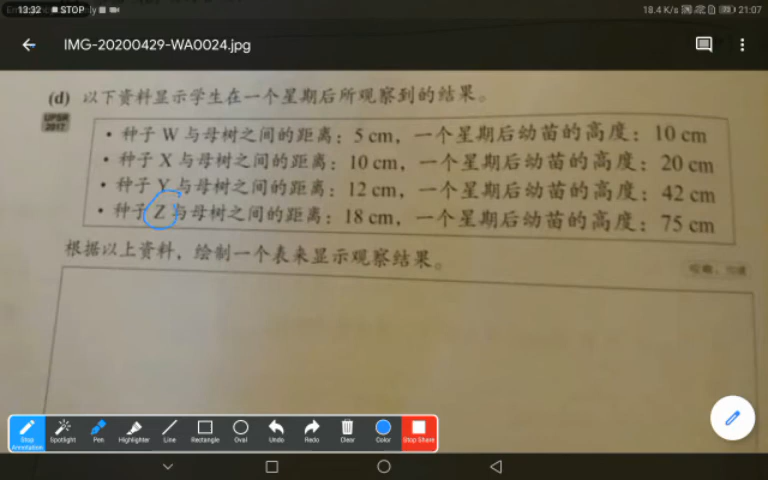 13:32 STOP 18.4 K/s 21:07
IMG-20200429-WA0024.jpg
(d) 以下资料显示学生在一个星期后所观察到的结果。
UPSR
2017
• 种子 W 与母树之间的距离：5 cm，一个星期后幼苗的高度：10 cm
• 种子 X 与母树之间的距离：10 cm，一个星期后幼苗的高度：20 cm
• 种子 Y 与母树之间的距离：12 cm，一个星期后幼苗的高度：42 cm
• 种子 Z 与母树之间的距离：18 cm，一个星期后幼苗的高度：75 cm
根据以上资料，绘制一个表来显示观察结果。
Stop Annotation Spotlight Pen Highlighter Line Rectangle Oval Undo Redo Clear Color Stop Share